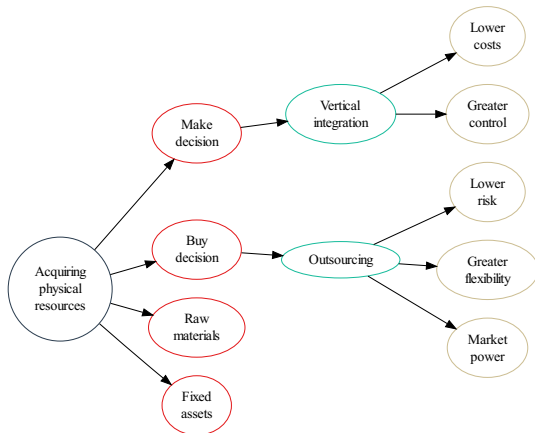 Acquiring
physical
resources
Make
decision
Vertical
integration
Lower
costs
Greater
control
Buy
decision
Outsourcing
Lower
risk
Greater
flexibility
Market
power
Raw
materials
Fixed
assets